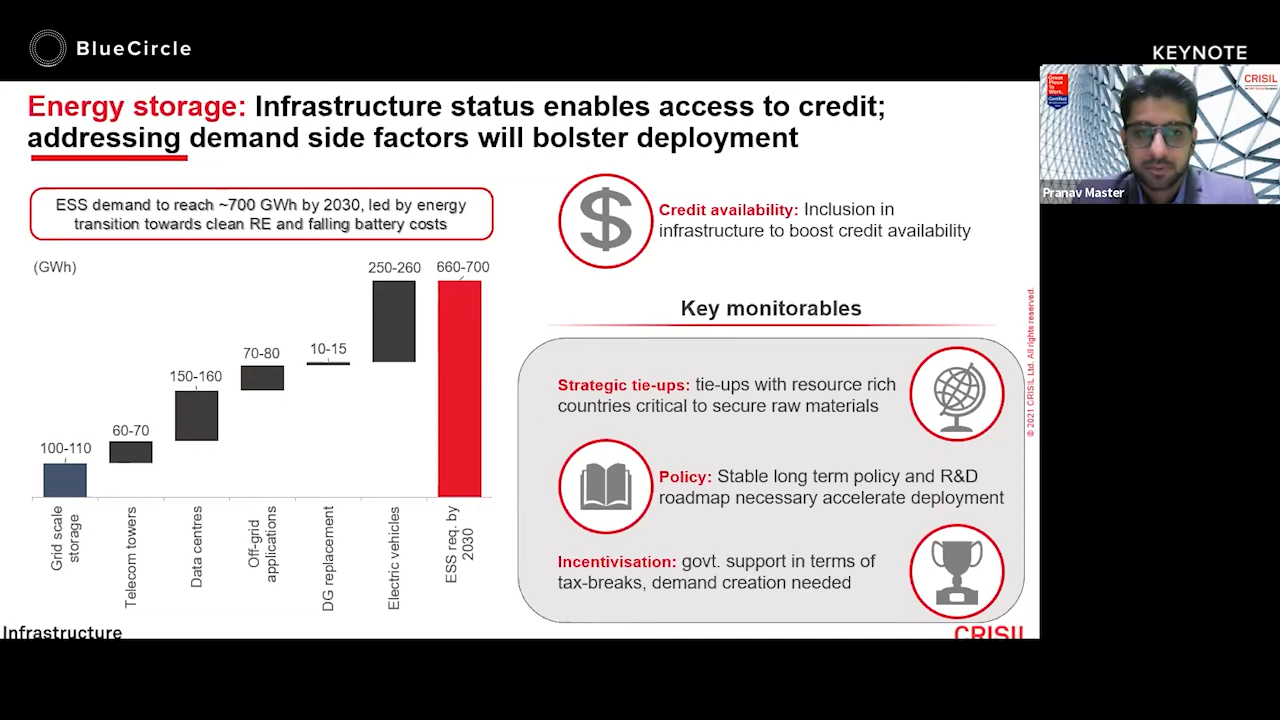 BlueCircle
KEYNOTE
Energy storage: Infrastructure status enables access to credit;
addressing demand side factors will bolster deployment
ESS demand to reach ~700 GWh by 2030, led by energy
transition towards clean RE and falling battery costs
(GWh)
100-110
60-70
150-160
70-80
10-15
250-260
660-700
Grid scale
storage
Telecom towers
Data centres
Off-grid
applications
DG replacement
Electric vehicles
ESS req. by
2030
Credit availability: Inclusion in
infrastructure to boost credit availability
Key monitorables
Strategic tie-ups: tie-ups with resource rich
countries critical to secure raw materials
Policy: Stable long term policy and R&D
roadmap necessary accelerate deployment
Incentivisation: govt. support in terms of
tax-breaks, demand creation needed
© 2021 CRISIL Ltd. All rights reserved.
Infrastructure
CRISIL
Great
Place
To
Work.
Certified
CRISIL
Pranav Master